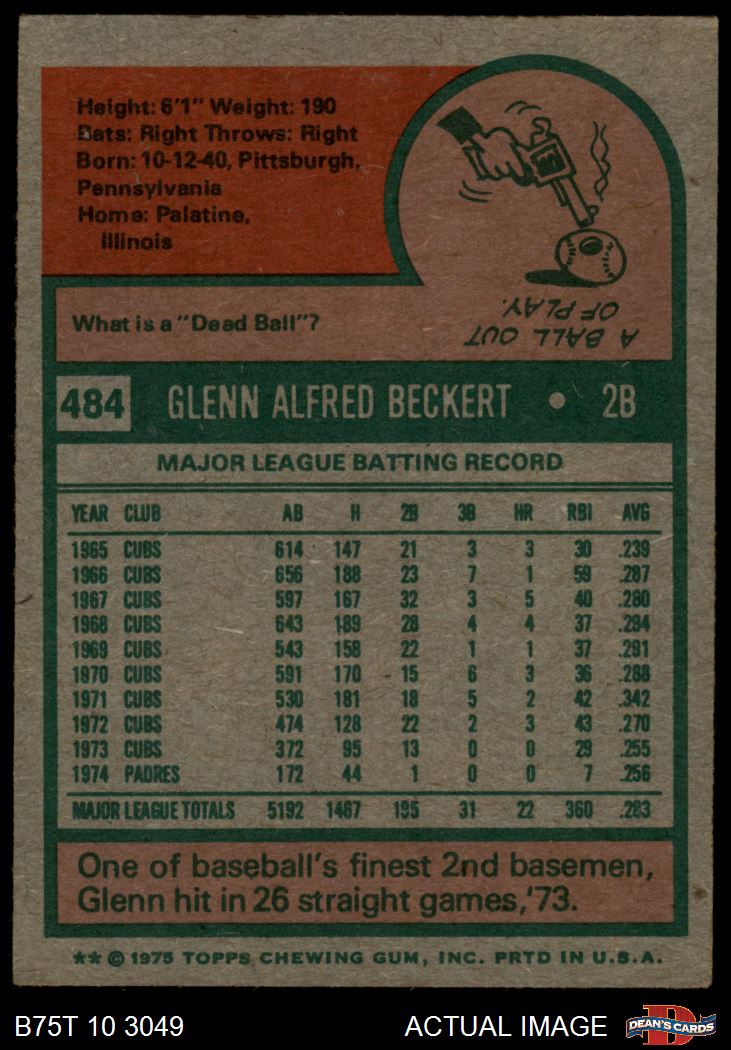 Height: 6'1" Weight: 190
Bats: Right Throws: Right
Born: 10-12-40, Pittsburgh,
Pennsylvania
Home: Palatine,
Illinois
What is a "Dead Ball"?
A BALL OUT
OF PLAY.
484 GLENN ALFRED BECKERT • 2B
MAJOR LEAGUE BATTING RECORD
YEAR CLUB AB H 2B 3B HR RBI AVG
1965 CUBS 614 147 21 3 3 30 .239
1966 CUBS 656 188 23 7 1 59 .287
1967 CUBS 597 167 32 3 5 40 .280
1968 CUBS 643 189 28 4 4 37 .294
1969 CUBS 543 158 22 1 1 37 .291
1970 CUBS 591 170 15 6 3 36 .288
1971 CUBS 530 181 18 5 2 42 .342
1972 CUBS 474 128 22 2 3 43 .270
1973 CUBS 372 95 13 0 0 29 .255
1974 PADRES 172 44 1 0 0 7 .256
MAJOR LEAGUE TOTALS 5192 1467 195 31 22 360 .283
One of baseball's finest 2nd basemen,
Glenn hit in 26 straight games,'73.
** © 1975 TOPPS CHEWING GUM, INC. PRTD IN U.S.A.
B75T 10 3049 ACTUAL IMAGE D DEAN'S CARDS